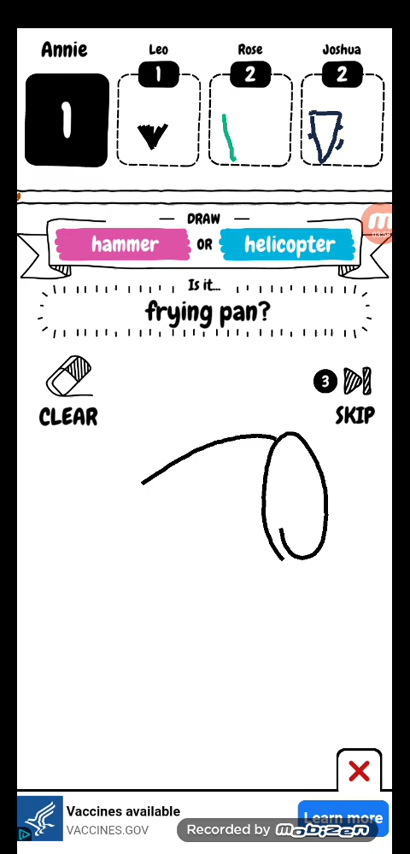 Annie Leo Rose Joshua
1 1 2 2
DRAW
hammer OR helicopter
Is it...
frying pan?
3
CLEAR SKIP
Vaccines available
VACCINES.GOV
Learn more
Recorded by mobizen